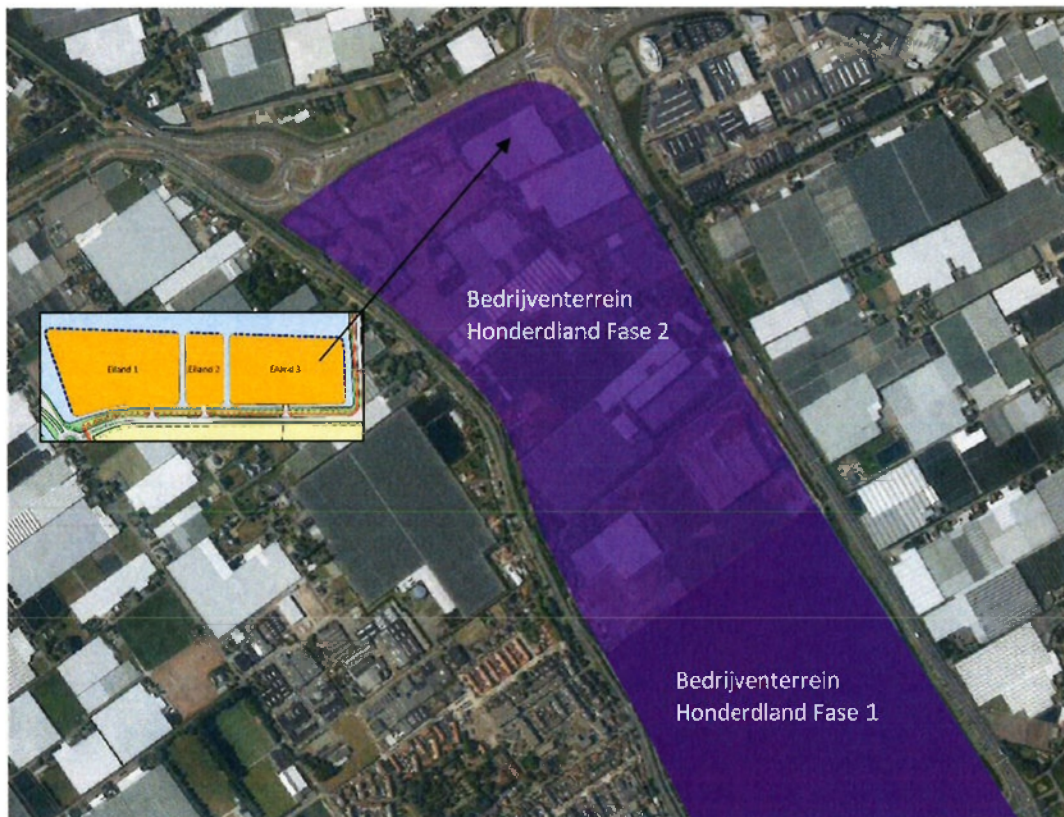 Bedrijventerrein
Honderdland Fase 2
Eiland 1
Eiland 2
Eiland 3
Bedrijventerrein
Honderdland Fase 1